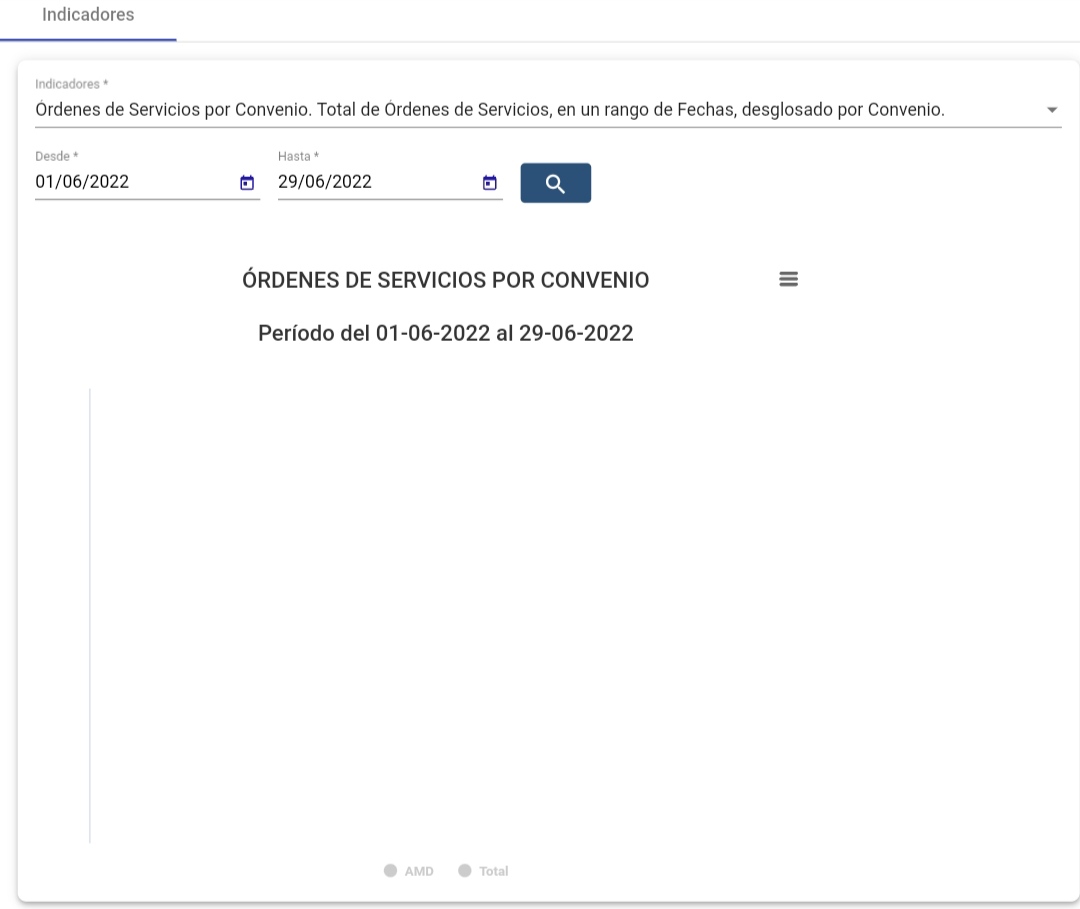 Indicadores
Indicadores *
Órdenes de Servicios por Convenio. Total de Órdenes de Servicios, en un rango de Fechas, desglosado por Convenio.
Desde *
Hasta *
01/06/2022
29/06/2022
ÓRDENES DE SERVICIOS POR CONVENIO
Período del 01-06-2022 al 29-06-2022
AMD
Total